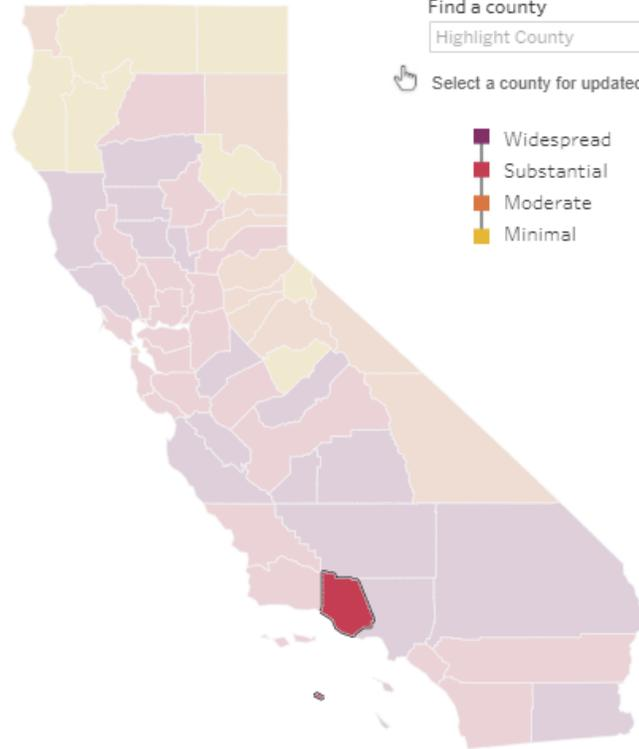 Find a county
Highlight County
Select a county for updated
Widespread
Substantial
Moderate
Minimal